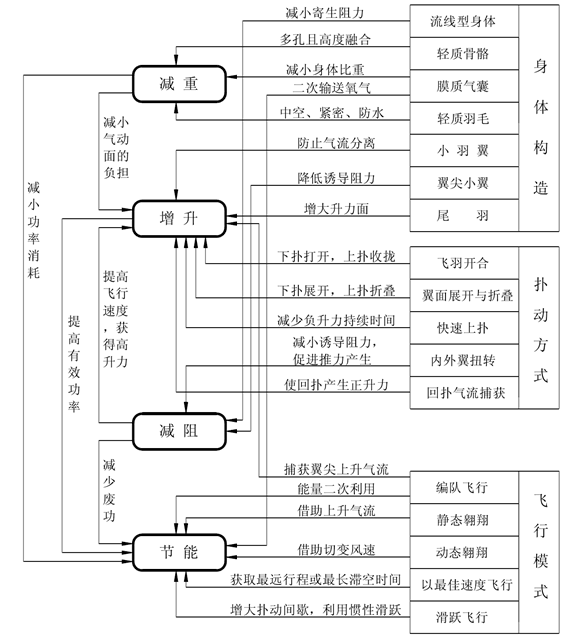 减小寄生阻力
流线型身体
多孔且高度融合
轻质骨骼
减重
减小身体比重
膜质气囊
二次输送氧气
中空、紧密、防水
轻质羽毛
身体构造
减小
气动
面的
负担
防止气流分离
小羽翼
降低诱导阻力
翼尖小翼
增升
增大升力面
尾羽
减小功率消耗
下扑打开，上扑收拢
飞羽开合
下扑展开，上扑折叠
翼面展开与折叠
提高
飞行
速度
，获
得高
升力
减少负升力持续时间
快速上扑
扑动方式
提高有效功率
减小诱导阻力，
促进推力产生
内外翼扭转
使回扑产生正升力
回扑气流捕获
减阻
减少废功
捕获翼尖上升气流
能量二次利用
编队飞行
借助上升气流
静态翱翔
节能
借助切变风速
动态翱翔
飞行模式
获取最远行程或最长滞空时间
以最佳速度飞行
增大扑动间歇，利用惯性滑跃
滑跃飞行